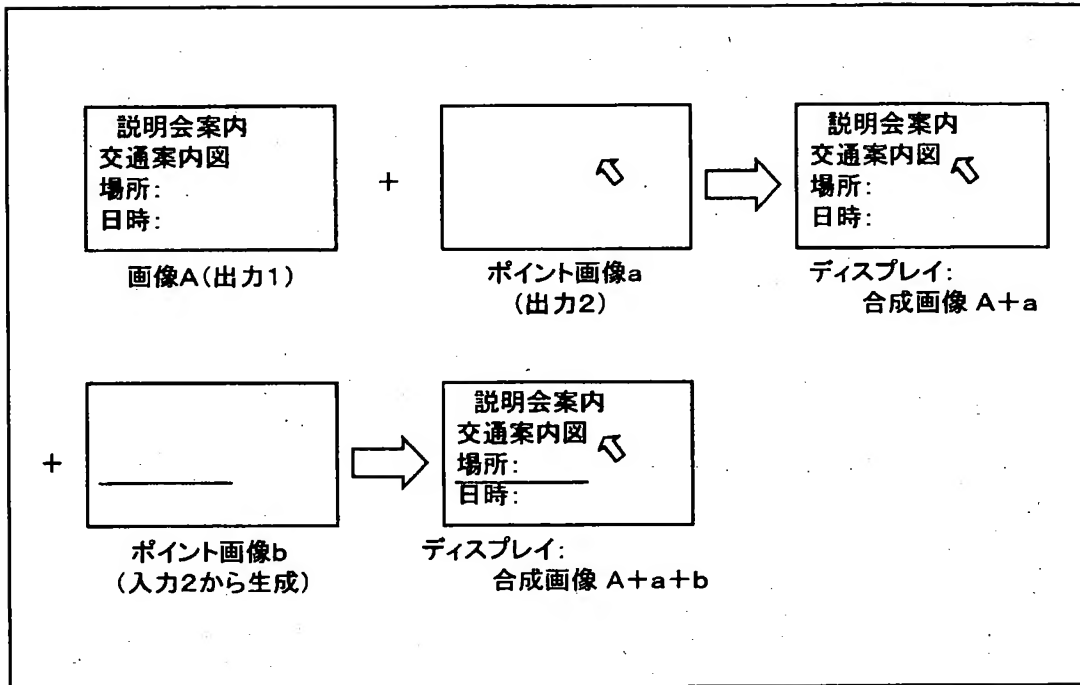 説明会案内
交通案内図
場所:
日時:
画像A(出力1)
+
ポイント画像a
(出力2)
説明会案内
交通案内図
場所:
日時:
ディスプレイ:
合成画像 A+a
+
ポイント画像b
(入力2から生成)
説明会案内
交通案内図
場所:
日時:
ディスプレイ:
合成画像 A+a+b